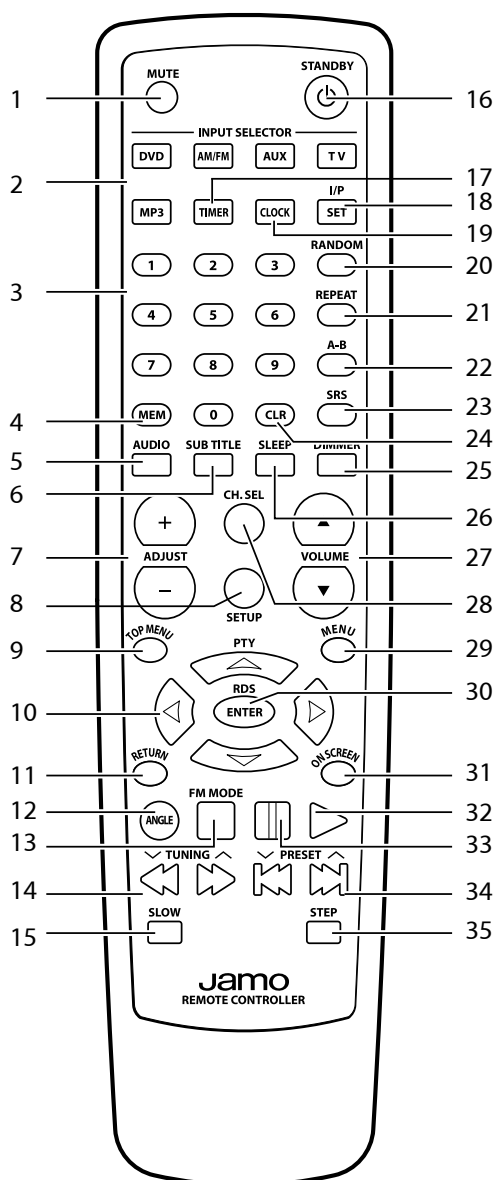 MUTE STANDBY
1 16
INPUT SELECTOR
DVD AM/FM AUX TV
2 17
I/P 18
MP3 TIMER CLOCK SET
19
RANDOM
1 2 3 20
3
REPEAT
4 5 6 21
A-B
7 8 9 22
SRS
4 MEM 0 CLR 23
24
AUDIO SUB TITLE SLEEP DIMMER
5 25
6 26
+ CH. SEL
7 ADJUST VOLUME 27
8 − 28
SETUP
9 TOP MENU PTY MENU 29
RDS 30
10 ENTER
11 RETURN ON SCREEN 31
FM MODE
12 ANGLE 32
13 33
TUNING PRESET
14 34
SLOW STEP
15 35
Jamo
REMOTE CONTROLLER